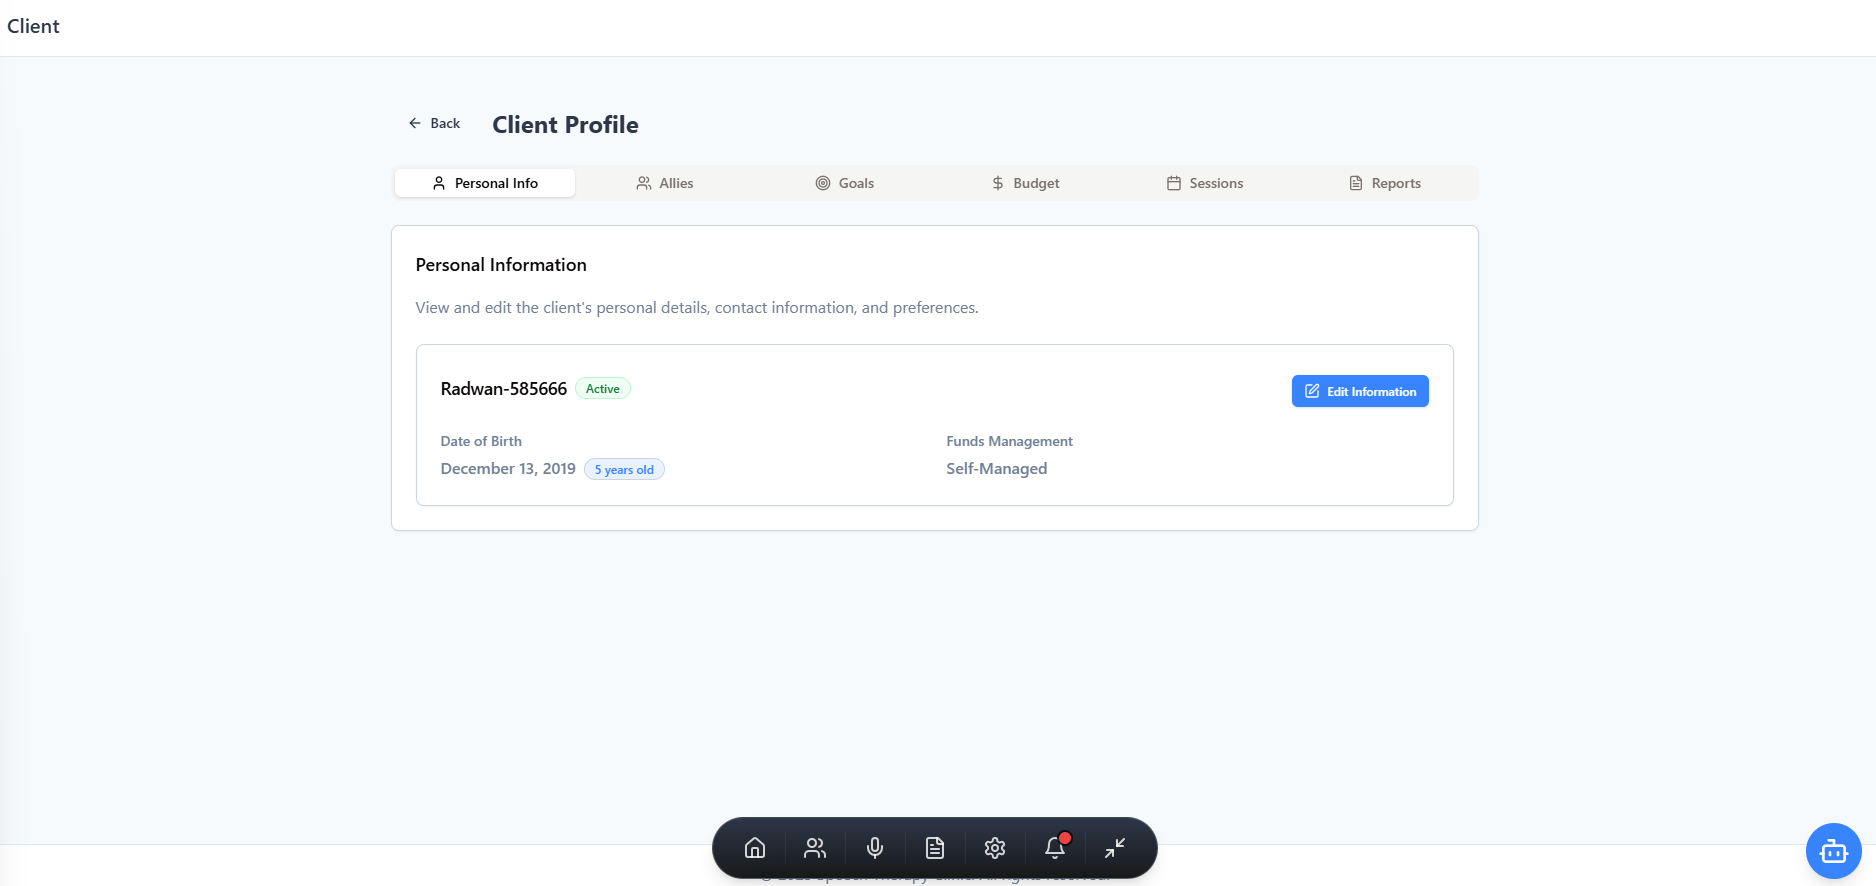 Client
Back
Client Profile
Personal Info
Allies
Goals
Budget
Sessions
Reports
Personal Information
View and edit the client's personal details, contact information, and preferences.
Radwan-585666 Active
Edit Information
Date of Birth
December 13, 2019 5 years old
Funds Management
Self-Managed